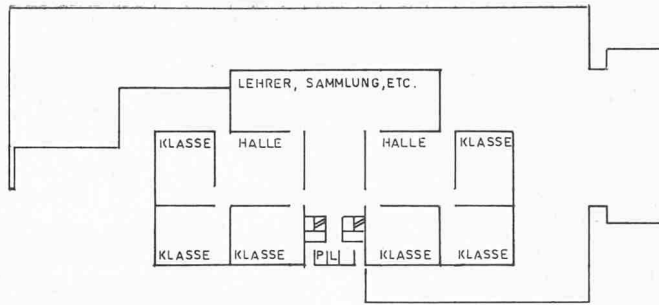 LEHRER, SAMMLUNG, ETC.
KLASSE HALLE HALLE KLASSE
KLASSE KLASSE P L KLASSE KLASSE